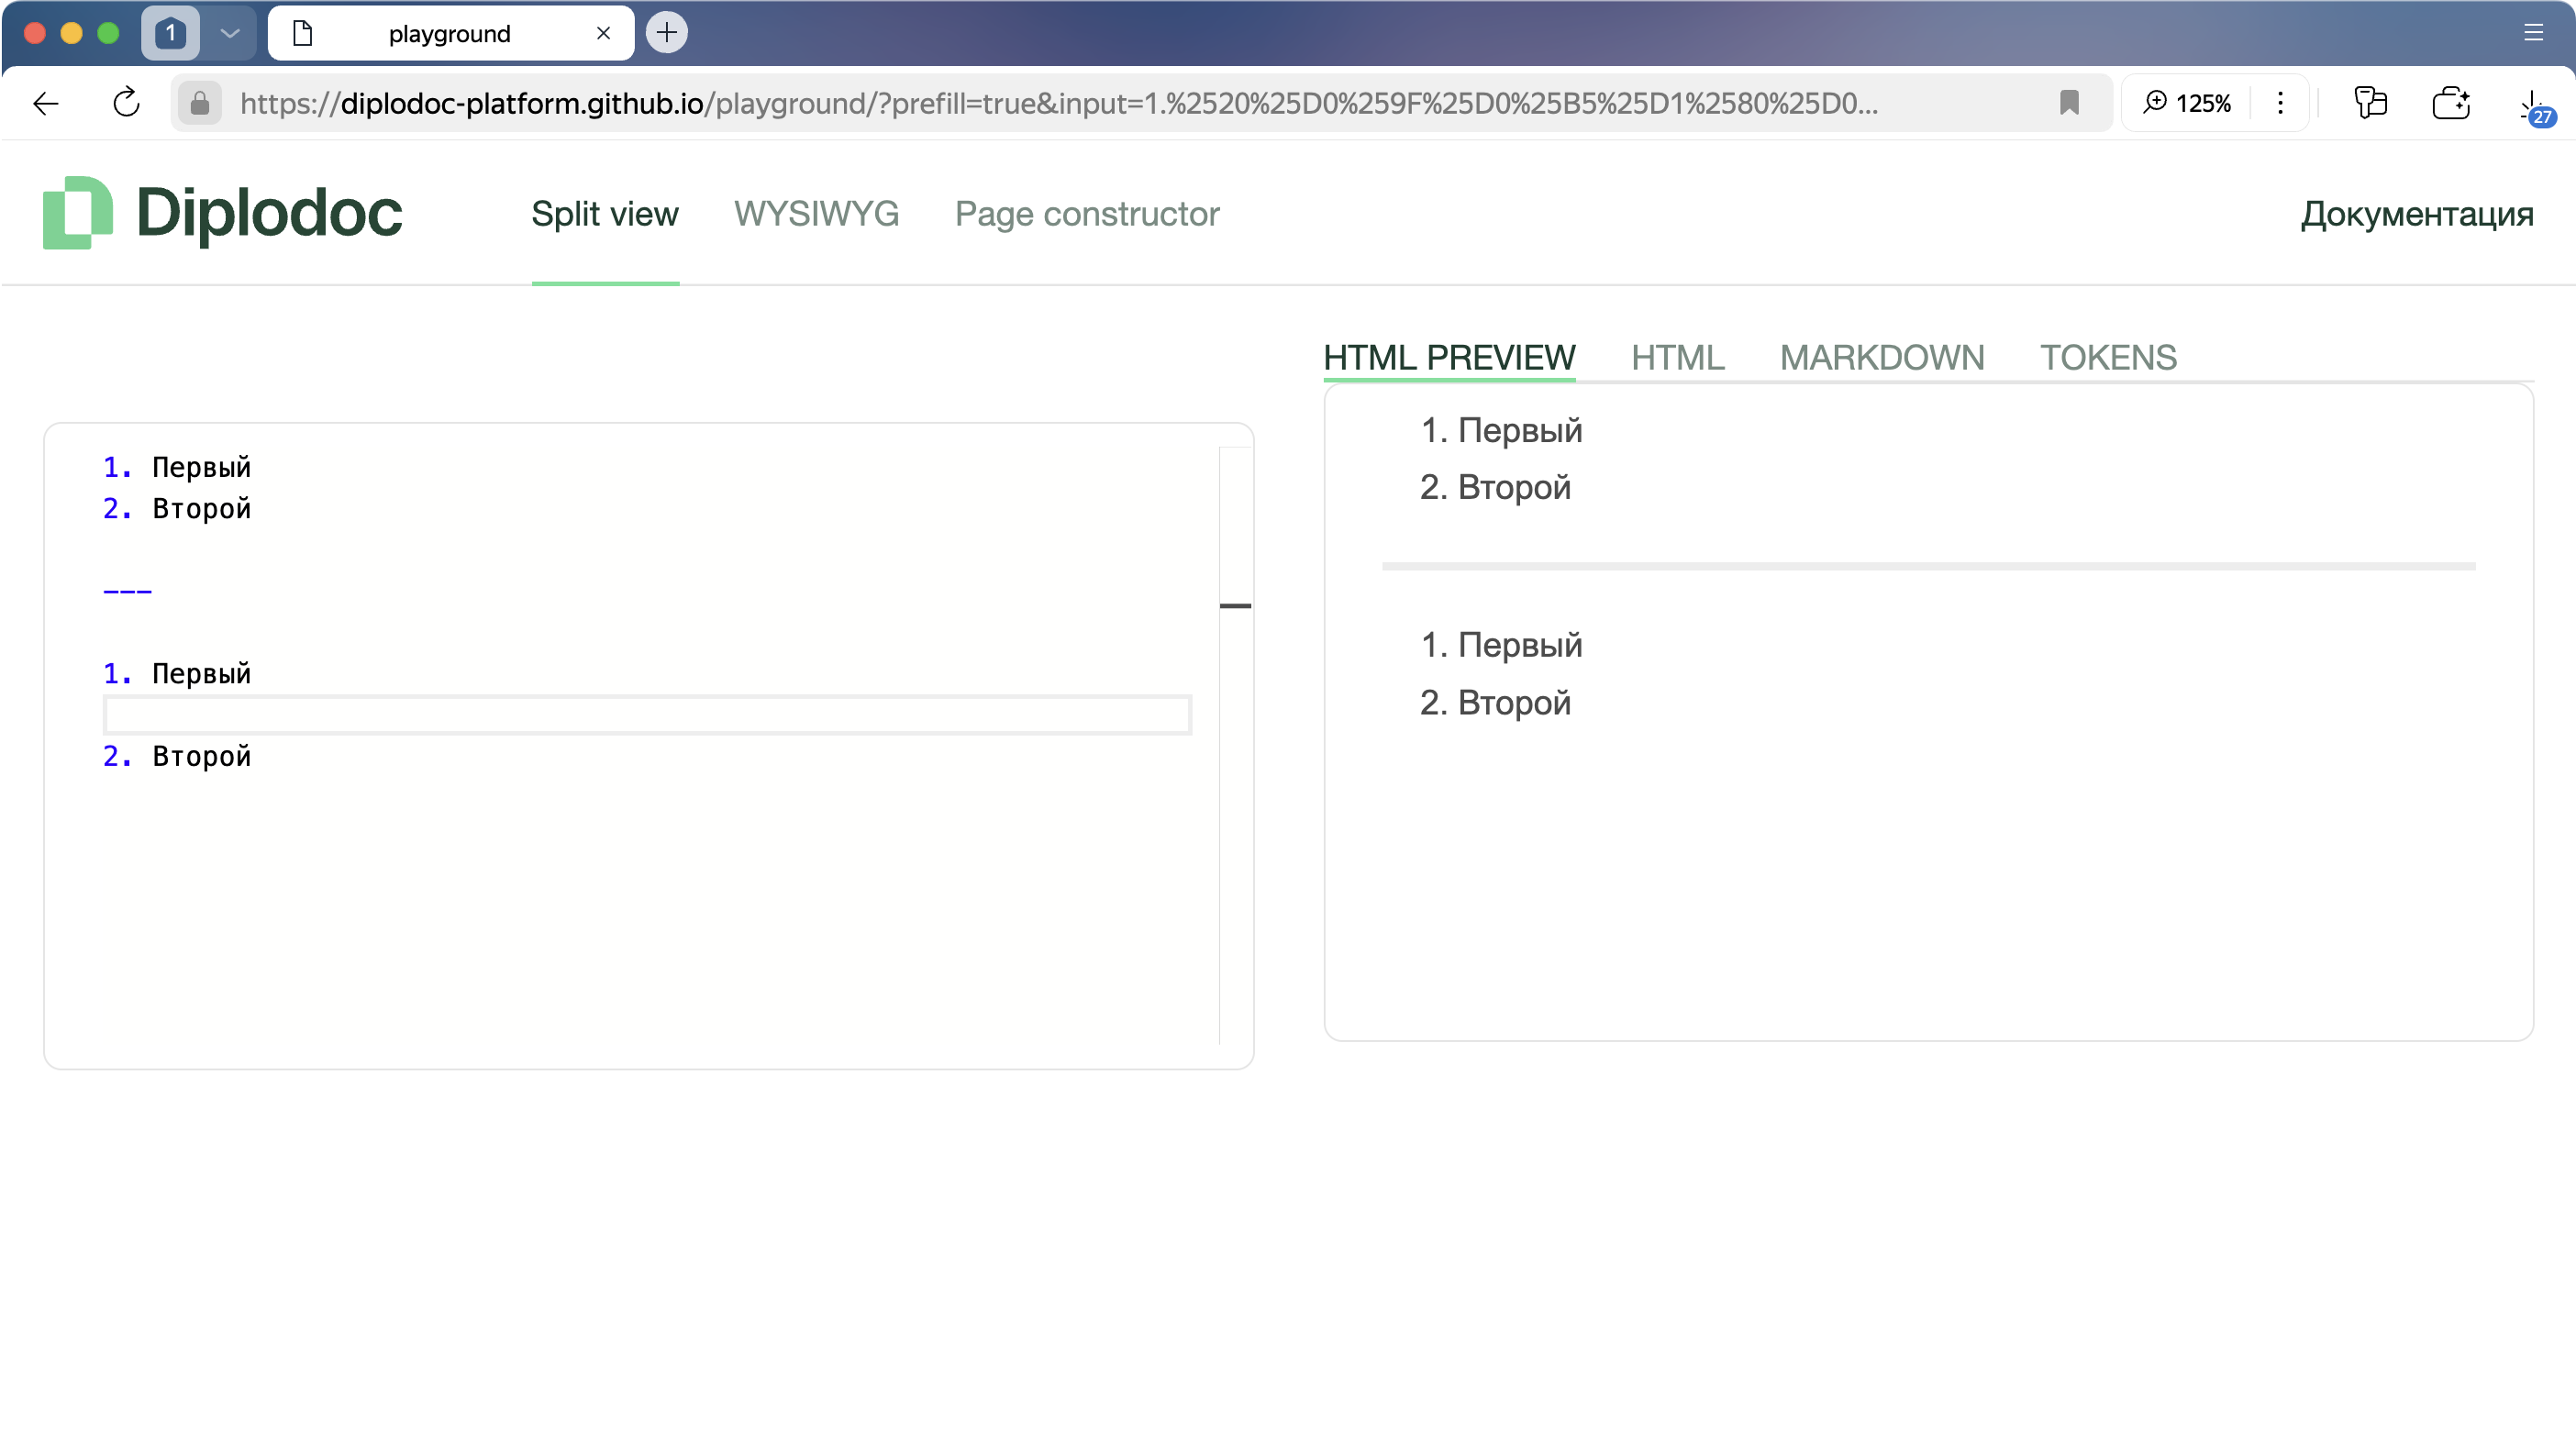 1 playground
https://diplodoc-platform.github.io/playground/?prefill=true&input=1.%2520%25D0%259F%25D0%25B5%25D1%2580%25D0... 125% 27
Diplodoc Split view WYSIWYG Page constructor Документация
HTML PREVIEW HTML MARKDOWN TOKENS
1. Первый
2. Второй
---
1. Первый
2. Второй
1. Первый
2. Второй
1. Первый
2. Второй